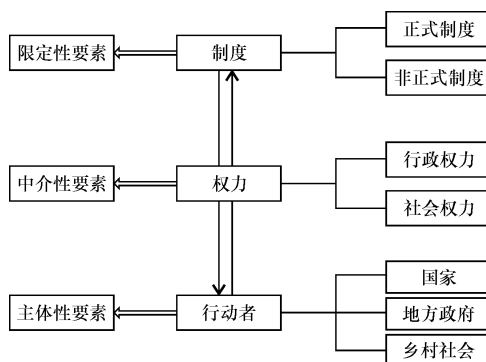 正式制度
限定性要素
制度
非正式制度
行政权力
中介性要素
权力
社会权力
国家
主体性要素
行动者
地方政府
乡村社会